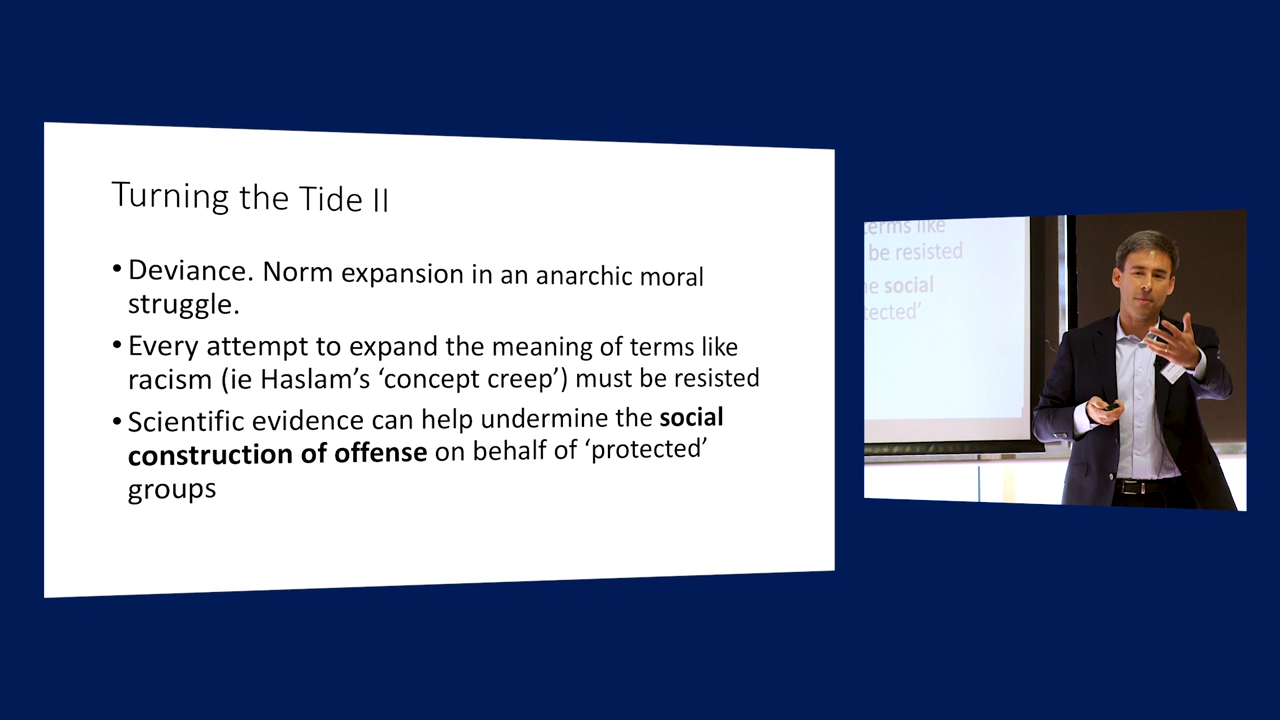 Turning the Tide II
• Deviance. Norm expansion in an anarchic moral
struggle.
• Every attempt to expand the meaning of terms like
racism (ie Haslam’s ‘concept creep’) must be resisted
• Scientific evidence can help undermine the social
construction of offense on behalf of ‘protected’
groups
terms like
be resisted
social